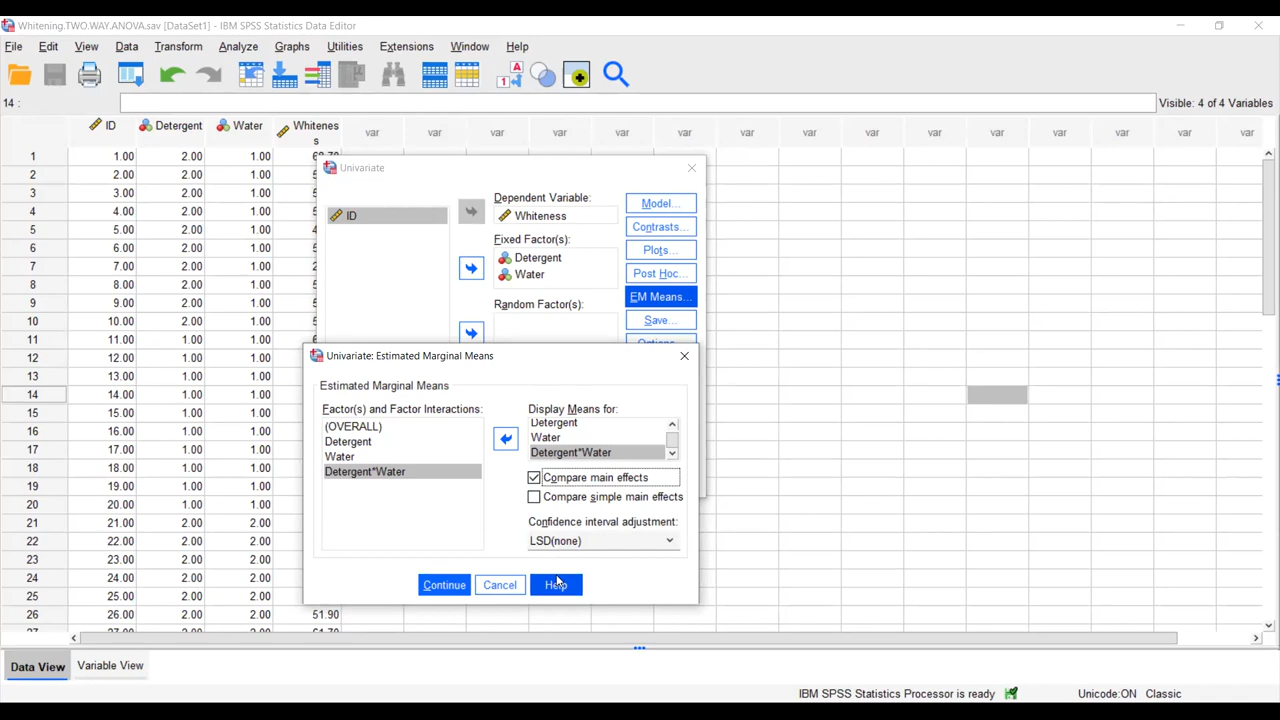 Whitening.TWO.WAY.ANOVA.sav [DataSet1] - IBM SPSS Statistics Data Editor
File Edit View Data Transform Analyze Graphs Utilities Extensions Window Help
14 : Visible: 4 of 4 Variables
ID Detergent Water Whitenes
s
var var var var var var var var var var var var var var var
1 1.00 2.00 1.00
2 2.00 2.00 1.00
3 3.00 2.00 1.00
4 4.00 2.00 1.00
5 5.00 2.00 1.00
6 6.00 2.00 1.00
7 7.00 2.00 1.00
8 8.00 2.00 1.00
9 9.00 2.00 1.00
10 10.00 2.00 1.00
11 11.00 2.00 1.00
12 12.00 2.00 1.00
13 13.00 2.00 1.00
14 14.00 2.00 1.00
15 15.00 2.00 1.00
16 16.00 2.00 1.00
17 17.00 2.00 1.00
18 18.00 2.00 1.00
19 19.00 2.00 1.00
20 20.00 2.00 1.00
21 21.00 2.00 2.00
22 22.00 2.00 2.00
23 23.00 2.00 2.00
24 24.00 2.00 2.00
25 25.00 2.00 2.00
26 26.00 2.00 2.00 51.90
Univariate
ID
Dependent Variable:
Whiteness
Fixed Factor(s):
Detergent
Water
Random Factor(s):
Model...
Contrasts...
Plots...
Post Hoc...
EM Means...
Save...
Options...
Univariate: Estimated Marginal Means
Estimated Marginal Means
Factor(s) and Factor Interactions:
(OVERALL)
Detergent
Water
Detergent*Water
Display Means for:
Detergent
Water
Detergent*Water
Compare main effects
Compare simple main effects
Confidence interval adjustment:
LSD(none)
Continue Cancel Help
Data View Variable View
IBM SPSS Statistics Processor is ready Unicode:ON Classic